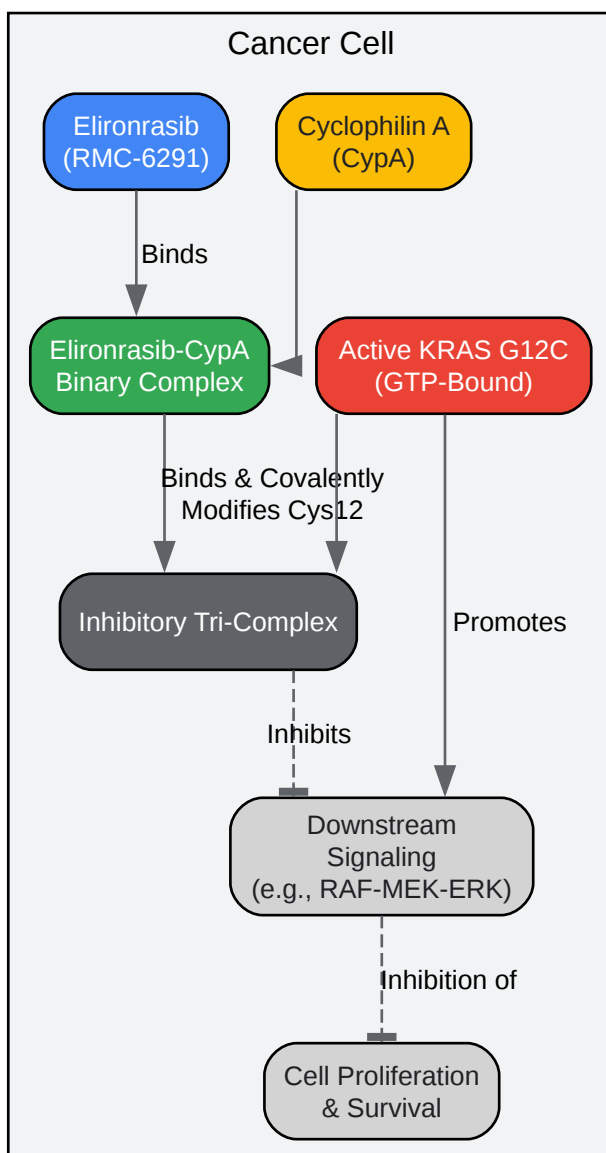 Cancer Cell
Elironrasib
(RMC-6291)
Cyclophilin A
(CypA)
Binds
Elironrasib-CypA
Binary Complex
Active KRAS G12C
(GTP-Bound)
Binds & Covalently
Modifies Cys12
Inhibitory Tri-Complex
Promotes
Inhibits
Downstream
Signaling
(e.g., RAF-MEK-ERK)
Inhibition of
Cell Proliferation
& Survival